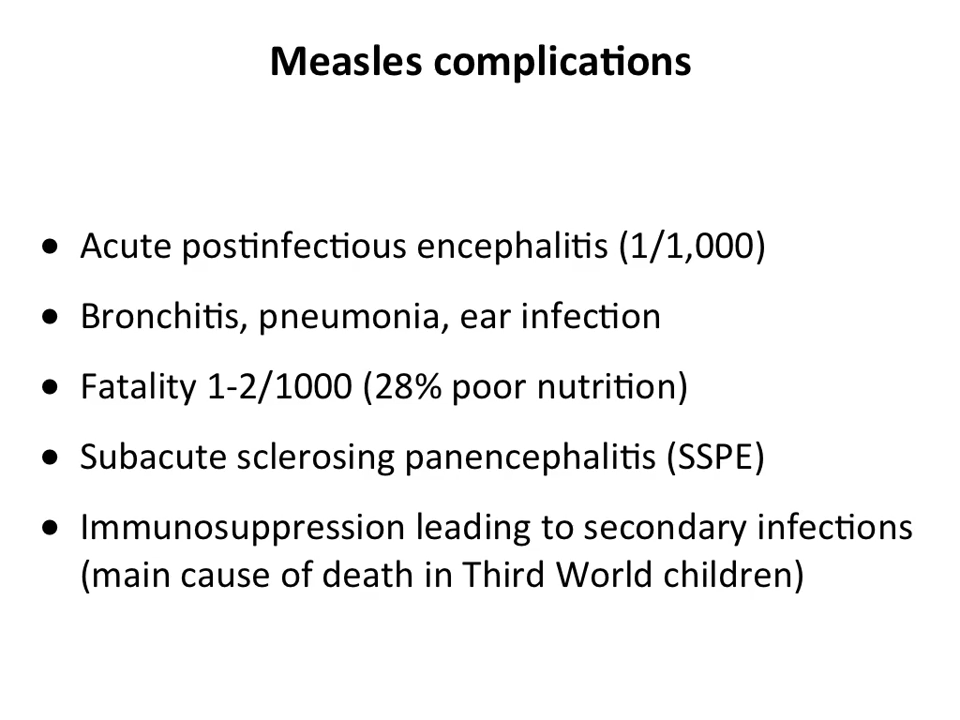 Measles complications
• Acute postinfectious encephalitis (1/1,000)
• Bronchitis, pneumonia, ear infection
• Fatality 1-2/1000 (28% poor nutrition)
• Subacute sclerosing panencephalitis (SSPE)
• Immunosuppression leading to secondary infections
(main cause of death in Third World children)